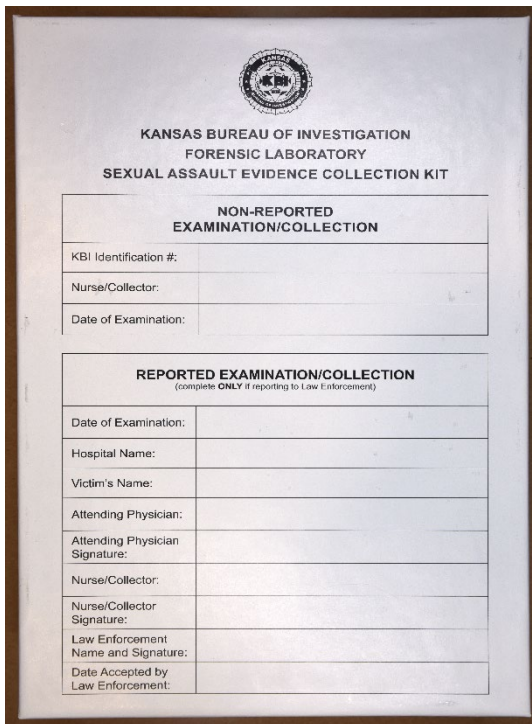 KANSAS
KBI
KANSAS BUREAU OF INVESTIGATION
FORENSIC LABORATORY
SEXUAL ASSAULT EVIDENCE COLLECTION KIT
NON-REPORTED
EXAMINATION/COLLECTION
KBI Identification #:
Nurse/Collector:
Date of Examination:
REPORTED EXAMINATION/COLLECTION
(complete ONLY if reporting to Law Enforcement)
Date of Examination:
Hospital Name:
Victim's Name:
Attending Physician:
Attending Physician
Signature:
Nurse/Collector:
Nurse/Collector
Signature:
Law Enforcement
Name and Signature:
Date Accepted by
Law Enforcement: